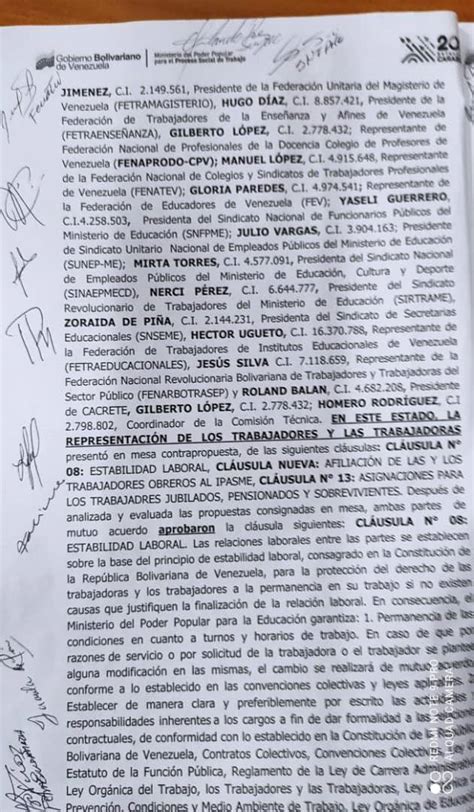 Gobierno Bolivariano
de Venezuela
Ministerio del Poder Popular
para el Proceso Social de Trabajo
20
JIMENEZ, C.I. 2.149.561, Presidente de la Federación Unitaria del Magisterio de
Venezuela (FETRAMAGISTERIO), HUGO DÍAZ, C.I. 8.857.421, Presidente de la
Federación de Trabajadores de la Enseñanza y Afines de Venezuela
(FETRAENSEÑANZA), GILBERTO LÓPEZ, C.I. 2.778.432; Representante de
Federación Nacional de Profesionales de la Docencia Colegio de Profesores de
Venezuela (FENAPRODO-CPV); MANUEL LÓPEZ, C.I. 4.915.648, Representante
de la Federación Nacional de Colegios y Sindicatos de Trabajadores Profesionales
de Venezuela (FENATEV); GLORIA PAREDES, C.I. 4.974.541; Representante de
la Federación de Educadores de Venezuela (FEV); YASELI GUERRERO,
C.I.4.258.503, Presidenta del Sindicato Nacional de Funcionarios Públicos del
Ministerio de Educación (SNFPME); JULIO VARGAS, C.I. 3.904.163; Presidente
de Sindicato Unitario Nacional de Empleados Públicos del Ministerio de Educación
(SUNEP-ME); MIRTA TORRES, C.I. 4.577.091, Presidenta del Sindicato Nacional
de Empleados Públicos del Ministerio de Educación, Cultura y Deporte
(SINAEPMECD), NERCI PÉREZ, C.I. 6.644.777, Presidente del Sindicato
Revolucionario de Trabajadores del Ministerio de Educación (SIRTRAME),
ZORAIDA DE PIÑA, C.I. 2.144.231, Presidenta del Sindicato de Secretarias
Educacionales (SNSEME), HECTOR UGUETO, C.I. 16.370.788, Representante de
la Federación de Trabajadores de Institutos Educacionales de Venezuela
(FETRAEDUCACIONALES), JESÚS SILVA C.I. 7.118.659, Representante de la
Federación Nacional Revolucionaria Bolivariana de Trabajadores y Trabajadoras del
Sector Público (FENARBOTRASEP) y ROLAND BALAN, C.I. 4.682.208, Presidente
de CACRETE, GILBERTO LÓPEZ, C.I. 2.778.432; HOMERO RODRÍGUEZ, C.I
2.798.802, Coordinador de la Comisión Técnica. EN ESTE ESTADO, LA
REPRESENTACIÓN DE LOS TRABAJADORES Y LAS TRABAJADORAS
presentó en mesa contrapropuesta, de las siguientes cláusulas: CLÁUSULA N°
08: ESTABILIDAD LABORAL, CLÁUSULA NUEVA: AFILIACIÓN DE LAS Y LOS
TRABAJADORES OBREROS AL IPASME, CLÁUSULA N° 13: ASIGNACIONES PARA
LOS TRABAJADRES JUBILADOS, PENSIONADOS Y SOBREVIVIENTES. Después de
analizada y evaluada las propuestas consignadas en mesa, ambas partes de
mutuo acuerdo aprobaron la cláusula siguientes: CLÁUSULA N° 08:
ESTABILIDAD LABORAL. Las relaciones laborales entre las partes se establecen
sobre la base del principio de estabilidad laboral, consagrado en la Constitución de
la República Bolivariana de Venezuela, para la protección del derecho de las
trabajadoras y los trabajadores a la permanencia en su trabajo si no existen
causas que justifiquen la finalización de la relación laboral. En consecuencia, el
Ministerio del Poder Popular para la Educación garantiza: 1. Permanencia de las
condiciones en cuanto a turnos y horarios de trabajo. En caso de que por
razones de servicio o por solicitud de la trabajadora o el trabajador se plantee
alguna modificación en las mismas, el cambio se realizará de mutuo
conforme a lo establecido en las convenciones colectivas y leyes
Establecer de manera clara y preferiblemente por escrito las
responsabilidades inherentes a los cargos a fin de dar formalidad a las
contractuales, de conformidad con lo establecido en la Constitución de la
Bolivariana de Venezuela, Contratos Colectivos, Convenciones
Estatuto de la Función Pública, Reglamento de la Ley de Carrera
Ley Orgánica del Trabajo, los Trabajadores y las Trabajadoras, Ley
Prevención, Condiciones y Medio Ambiente de Trabajo, Ley Orgánica de